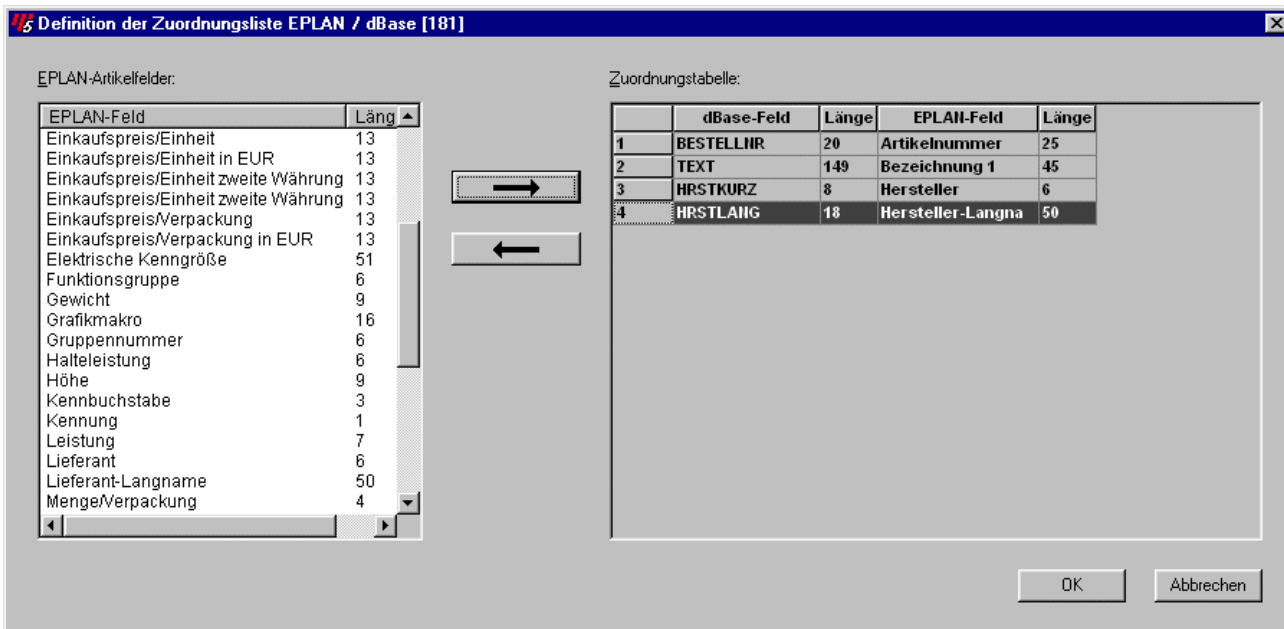 Definition der Zuordnungsliste EPLAN / dBase [181]
EPLAN-Artikelfelder:
EPLAN-Feld Läng
Einkaufspreis/Einheit 13
Einkaufspreis/Einheit in EUR 13
Einkaufspreis/Einheit zweite Währung 13
Einkaufspreis/Einheit zweite Währung 13
Einkaufspreis/Verpackung 13
Einkaufspreis/Verpackung in EUR 13
Elektrische Kenngröße 51
Funktionsgruppe 6
Gewicht 9
Grafikmakro 16
Gruppennummer 6
Halteleistung 6
Höhe 9
Kennbuchstabe 3
Kennung 1
Leistung 7
Lieferant 6
Lieferant-Langname 50
Menge/Verpackung 4
Zuordnungstabelle:
dBase-Feld Länge EPLAN-Feld Länge
1 BESTELLNR 20 Artikelnummer 25
2 TEXT 149 Bezeichnung 1 45
3 HRSTKURZ 8 Hersteller 6
4 HRSTLANG 18 Hersteller-Langna 50
OK Abbrechen